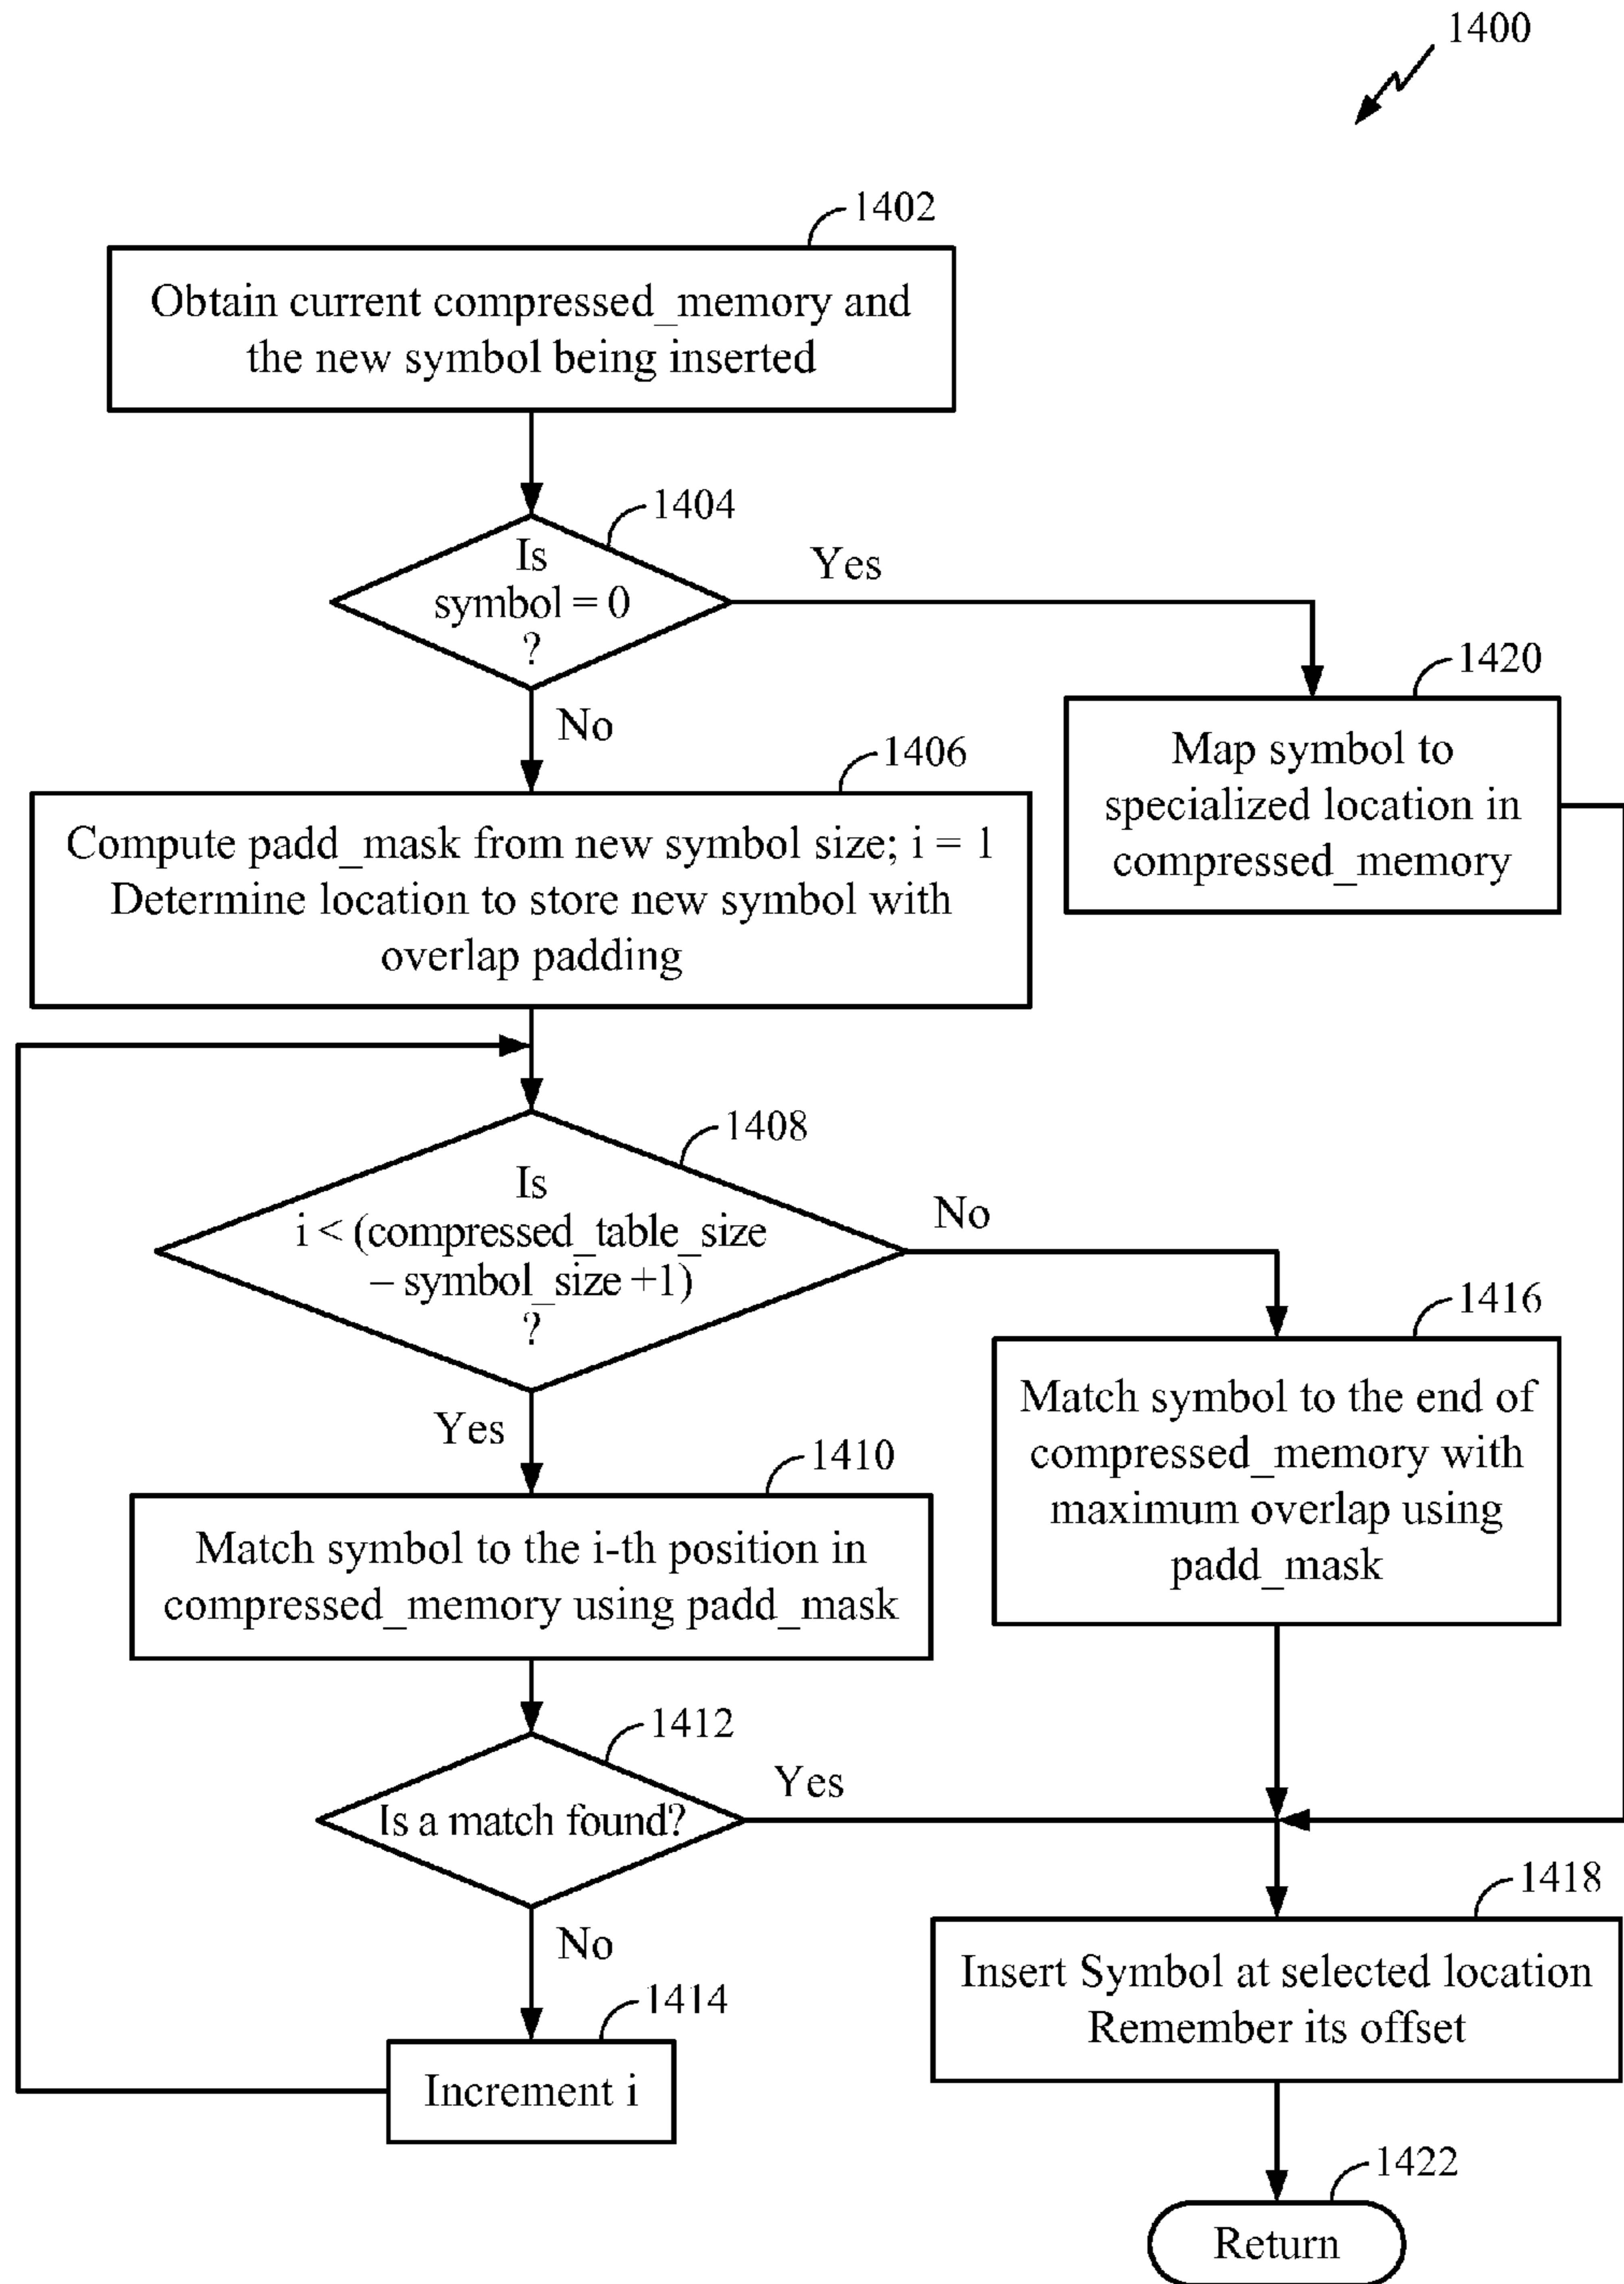 1400
1402
Obtain current compressed_memory and
the new symbol being inserted
1404
Is
symbol = 0
?
Yes
No
1420
Map symbol to
specialized location in
compressed_memory
1406
Compute padd_mask from new symbol size; i = 1
Determine location to store new symbol with
overlap padding
1408
Is
i < (compressed_table_size
– symbol_size +1)
?
No
Yes
1416
Match symbol to the end of
compressed_memory with
maximum overlap using
padd_mask
1410
Match symbol to the i-th position in
compressed_memory using padd_mask
1412
Is a match found?
Yes
No
1418
Insert Symbol at selected location
Remember its offset
1414
Increment i
1422
Return